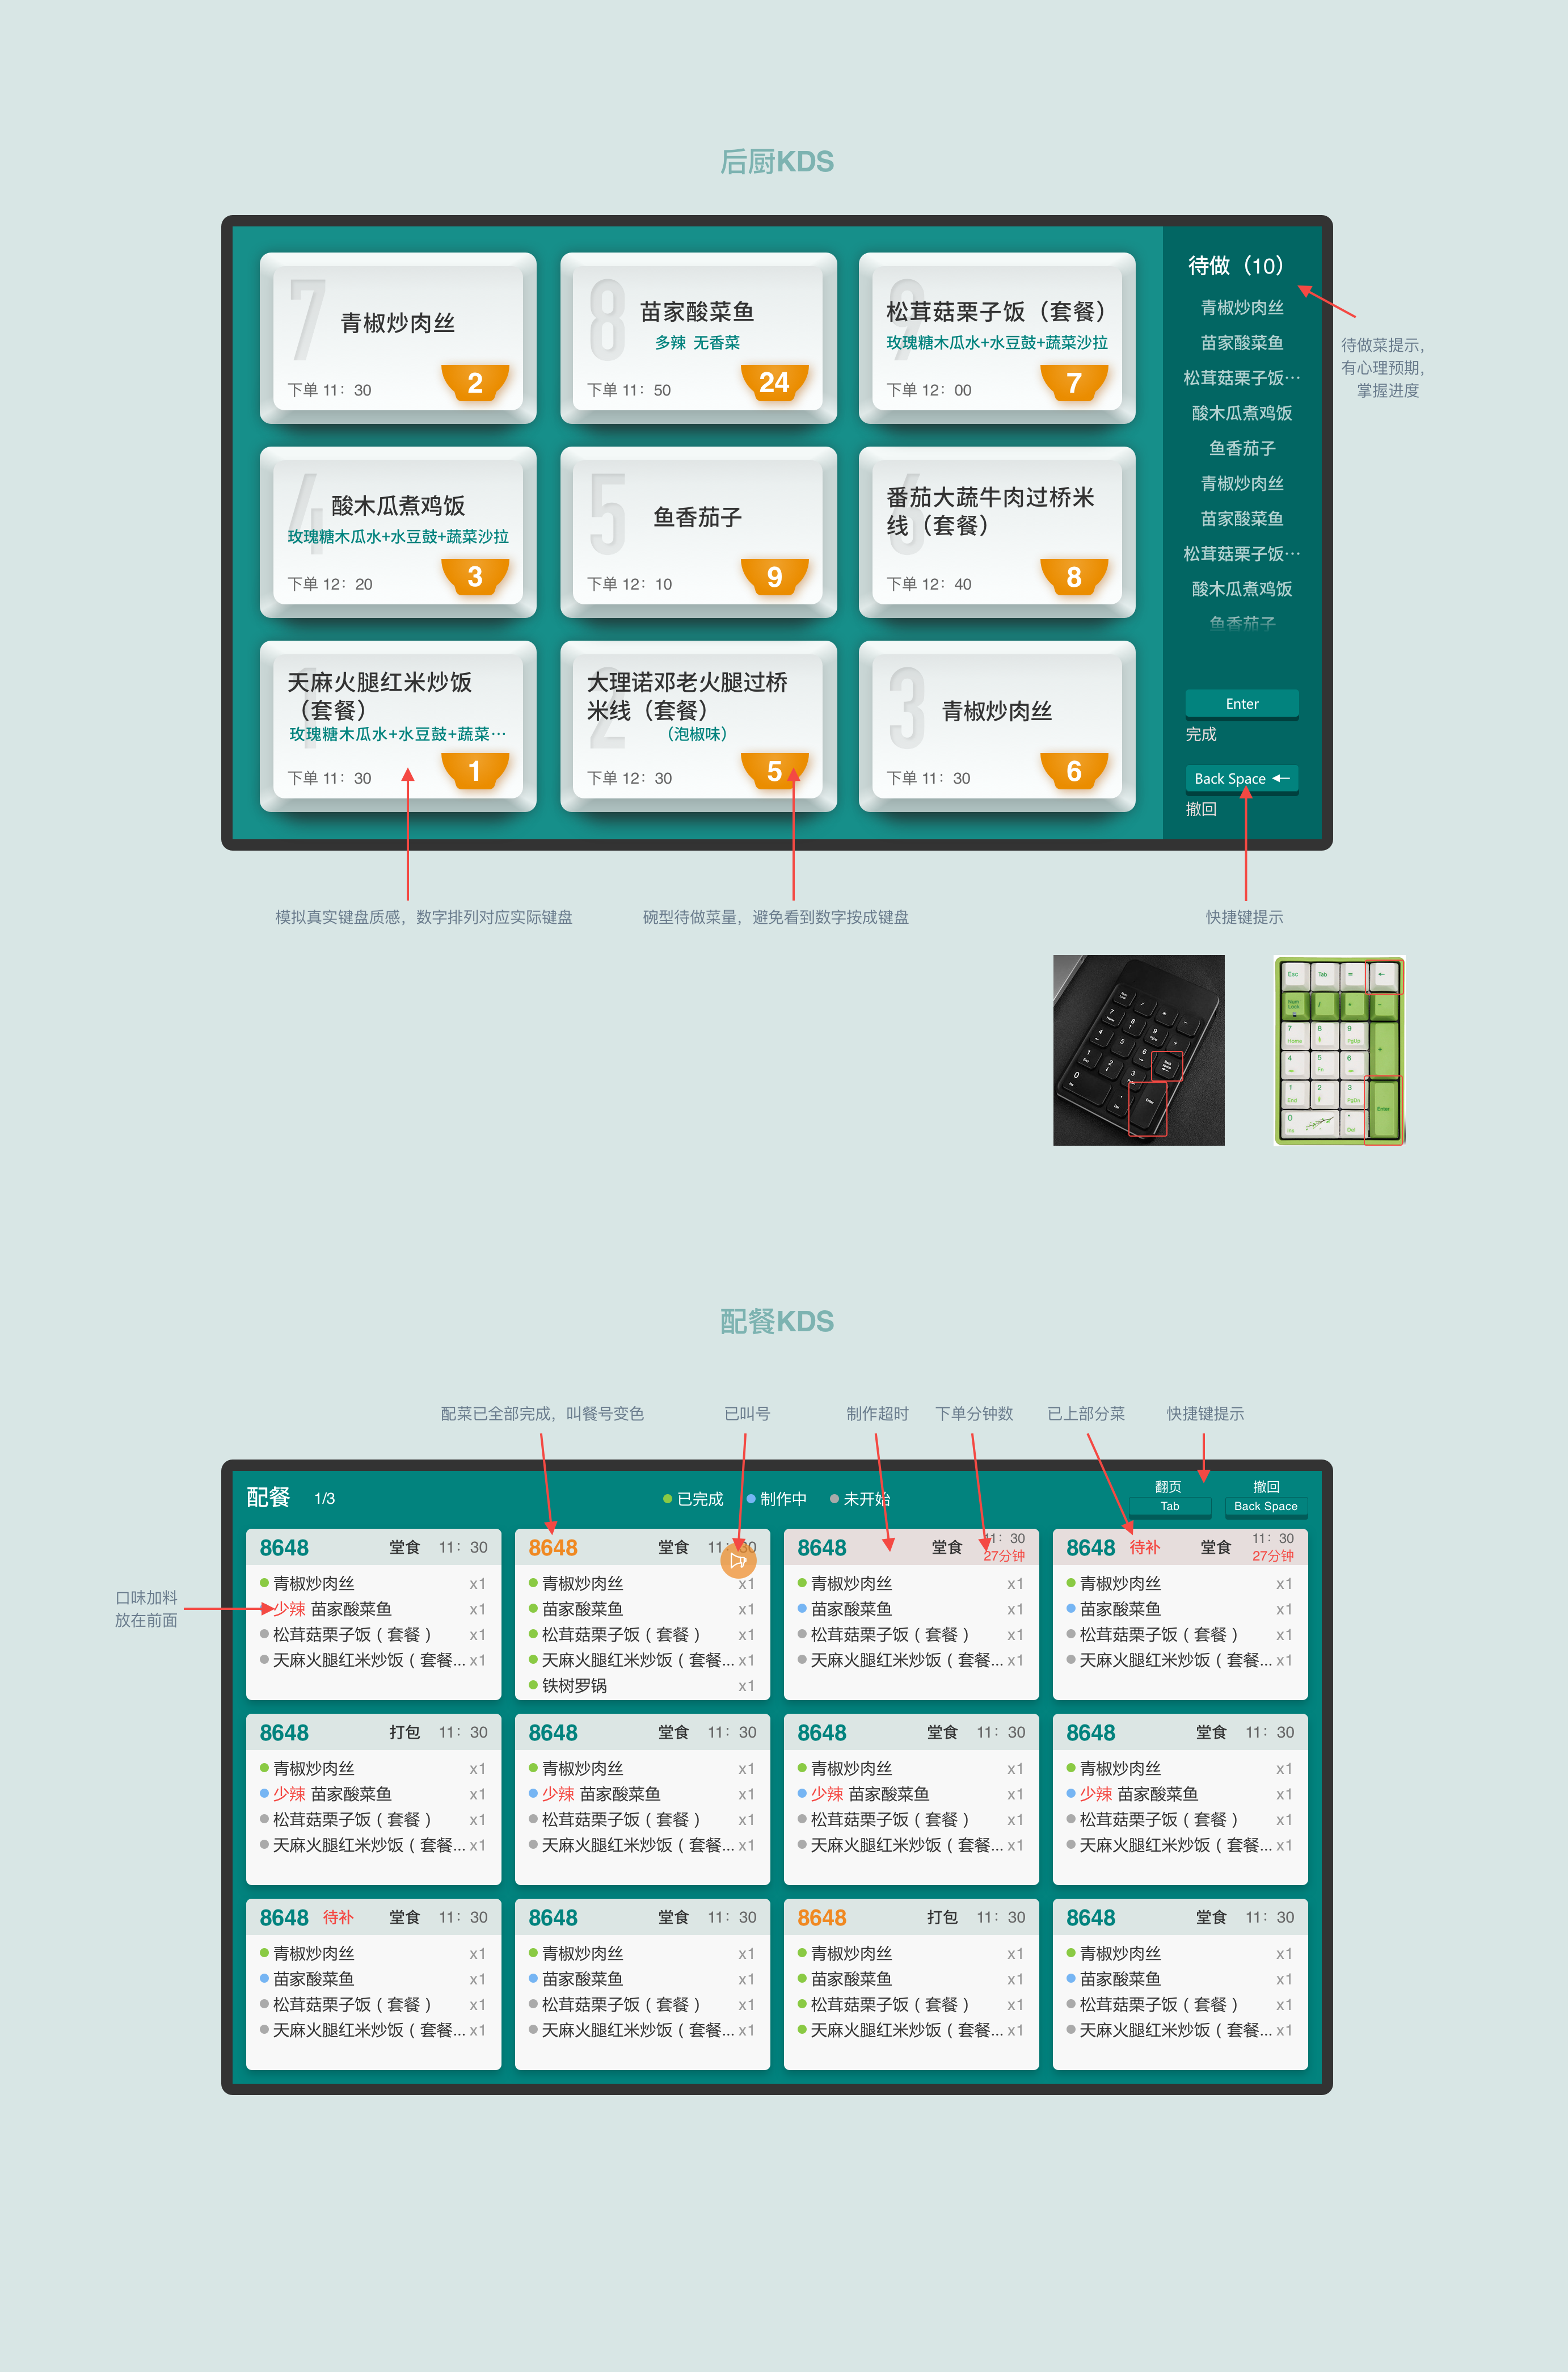 后厨KDS
7
青椒炒肉丝
下单 11：30
2
8
苗家酸菜鱼
多辣 无香菜
下单 11：50
24
9
松茸菇栗子饭（套餐）
玫瑰糖木瓜水+水豆鼓+蔬菜沙拉
下单 12：00
7
4
酸木瓜煮鸡饭
玫瑰糖木瓜水+水豆鼓+蔬菜沙拉
下单 12：20
3
5
鱼香茄子
下单 12：10
9
6
番茄大蔬牛肉过桥米
线（套餐）
下单 12：40
8
1
天麻火腿红米炒饭
（套餐）
玫瑰糖木瓜水+水豆鼓+蔬菜…
下单 11：30
1
2
大理诺邓老火腿过桥
米线（套餐）
（泡椒味）
下单 12：30
5
3
青椒炒肉丝
下单 11：30
6
待做（10）
青椒炒肉丝
苗家酸菜鱼
松茸菇栗子饭…
酸木瓜煮鸡饭
鱼香茄子
青椒炒肉丝
苗家酸菜鱼
松茸菇栗子饭…
酸木瓜煮鸡饭
鱼香茄子
Enter
完成
Back Space ←
撤回
待做菜提示，
有心理预期，
掌握进度
模拟真实键盘质感，数字排列对应实际键盘
碗型待做菜量，避免看到数字按成键盘
快捷键提示
7
8
9
4
5
6
1
2
3
0
Enter
Esc
Tab
=
←
Num
Lock
/
*
-
7
Home
8
9
PgUp
+
4
5
6
1
End
2
3
PgDn
Enter
0
Ins
.
Del
配餐KDS
配菜已全部完成，叫餐号变色
已叫号
制作超时
下单分钟数
已上部分菜
快捷键提示
口味加料
放在前面
配餐 1/3
已完成 制作中 未开始
翻页
Tab
撤回
Back Space
8648 堂食 11：30
青椒炒肉丝 x1
少辣 苗家酸菜鱼 x1
松茸菇栗子饭（套餐） x1
天麻火腿红米炒饭（套餐... x1
8648 堂食 11：30
青椒炒肉丝 x1
苗家酸菜鱼 x1
松茸菇栗子饭（套餐） x1
天麻火腿红米炒饭（套餐... x1
铁树罗锅 x1
8648 堂食 11：30
27分钟
青椒炒肉丝 x1
苗家酸菜鱼 x1
松茸菇栗子饭（套餐） x1
天麻火腿红米炒饭（套餐... x1
8648 待补 堂食 11：30
27分钟
青椒炒肉丝 x1
苗家酸菜鱼 x1
松茸菇栗子饭（套餐） x1
天麻火腿红米炒饭（套餐... x1
8648 打包 11：30
青椒炒肉丝 x1
少辣 苗家酸菜鱼 x1
松茸菇栗子饭（套餐） x1
天麻火腿红米炒饭（套餐... x1
8648 堂食 11：30
青椒炒肉丝 x1
少辣 苗家酸菜鱼 x1
松茸菇栗子饭（套餐） x1
天麻火腿红米炒饭（套餐... x1
8648 堂食 11：30
青椒炒肉丝 x1
少辣 苗家酸菜鱼 x1
松茸菇栗子饭（套餐） x1
天麻火腿红米炒饭（套餐... x1
8648 堂食 11：30
青椒炒肉丝 x1
少辣 苗家酸菜鱼 x1
松茸菇栗子饭（套餐） x1
天麻火腿红米炒饭（套餐... x1
8648 待补 堂食 11：30
青椒炒肉丝 x1
苗家酸菜鱼 x1
松茸菇栗子饭（套餐） x1
天麻火腿红米炒饭（套餐... x1
8648 堂食 11：30
青椒炒肉丝 x1
苗家酸菜鱼 x1
松茸菇栗子饭（套餐） x1
天麻火腿红米炒饭（套餐... x1
8648 打包 11：30
青椒炒肉丝 x1
苗家酸菜鱼 x1
松茸菇栗子饭（套餐） x1
天麻火腿红米炒饭（套餐... x1
8648 堂食 11：30
青椒炒肉丝 x1
苗家酸菜鱼 x1
松茸菇栗子饭（套餐） x1
天麻火腿红米炒饭（套餐... x1